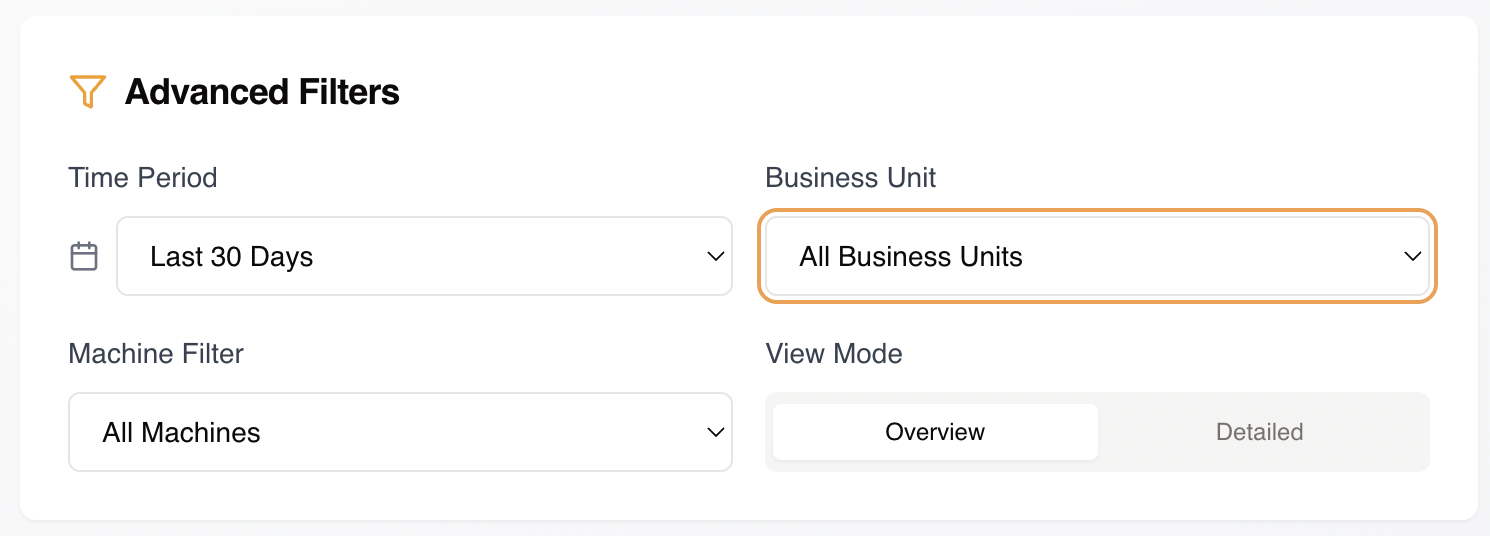 Advanced Filters
Time Period
Business Unit
Last 30 Days
All Business Units
Machine Filter
View Mode
All Machines
Overview
Detailed